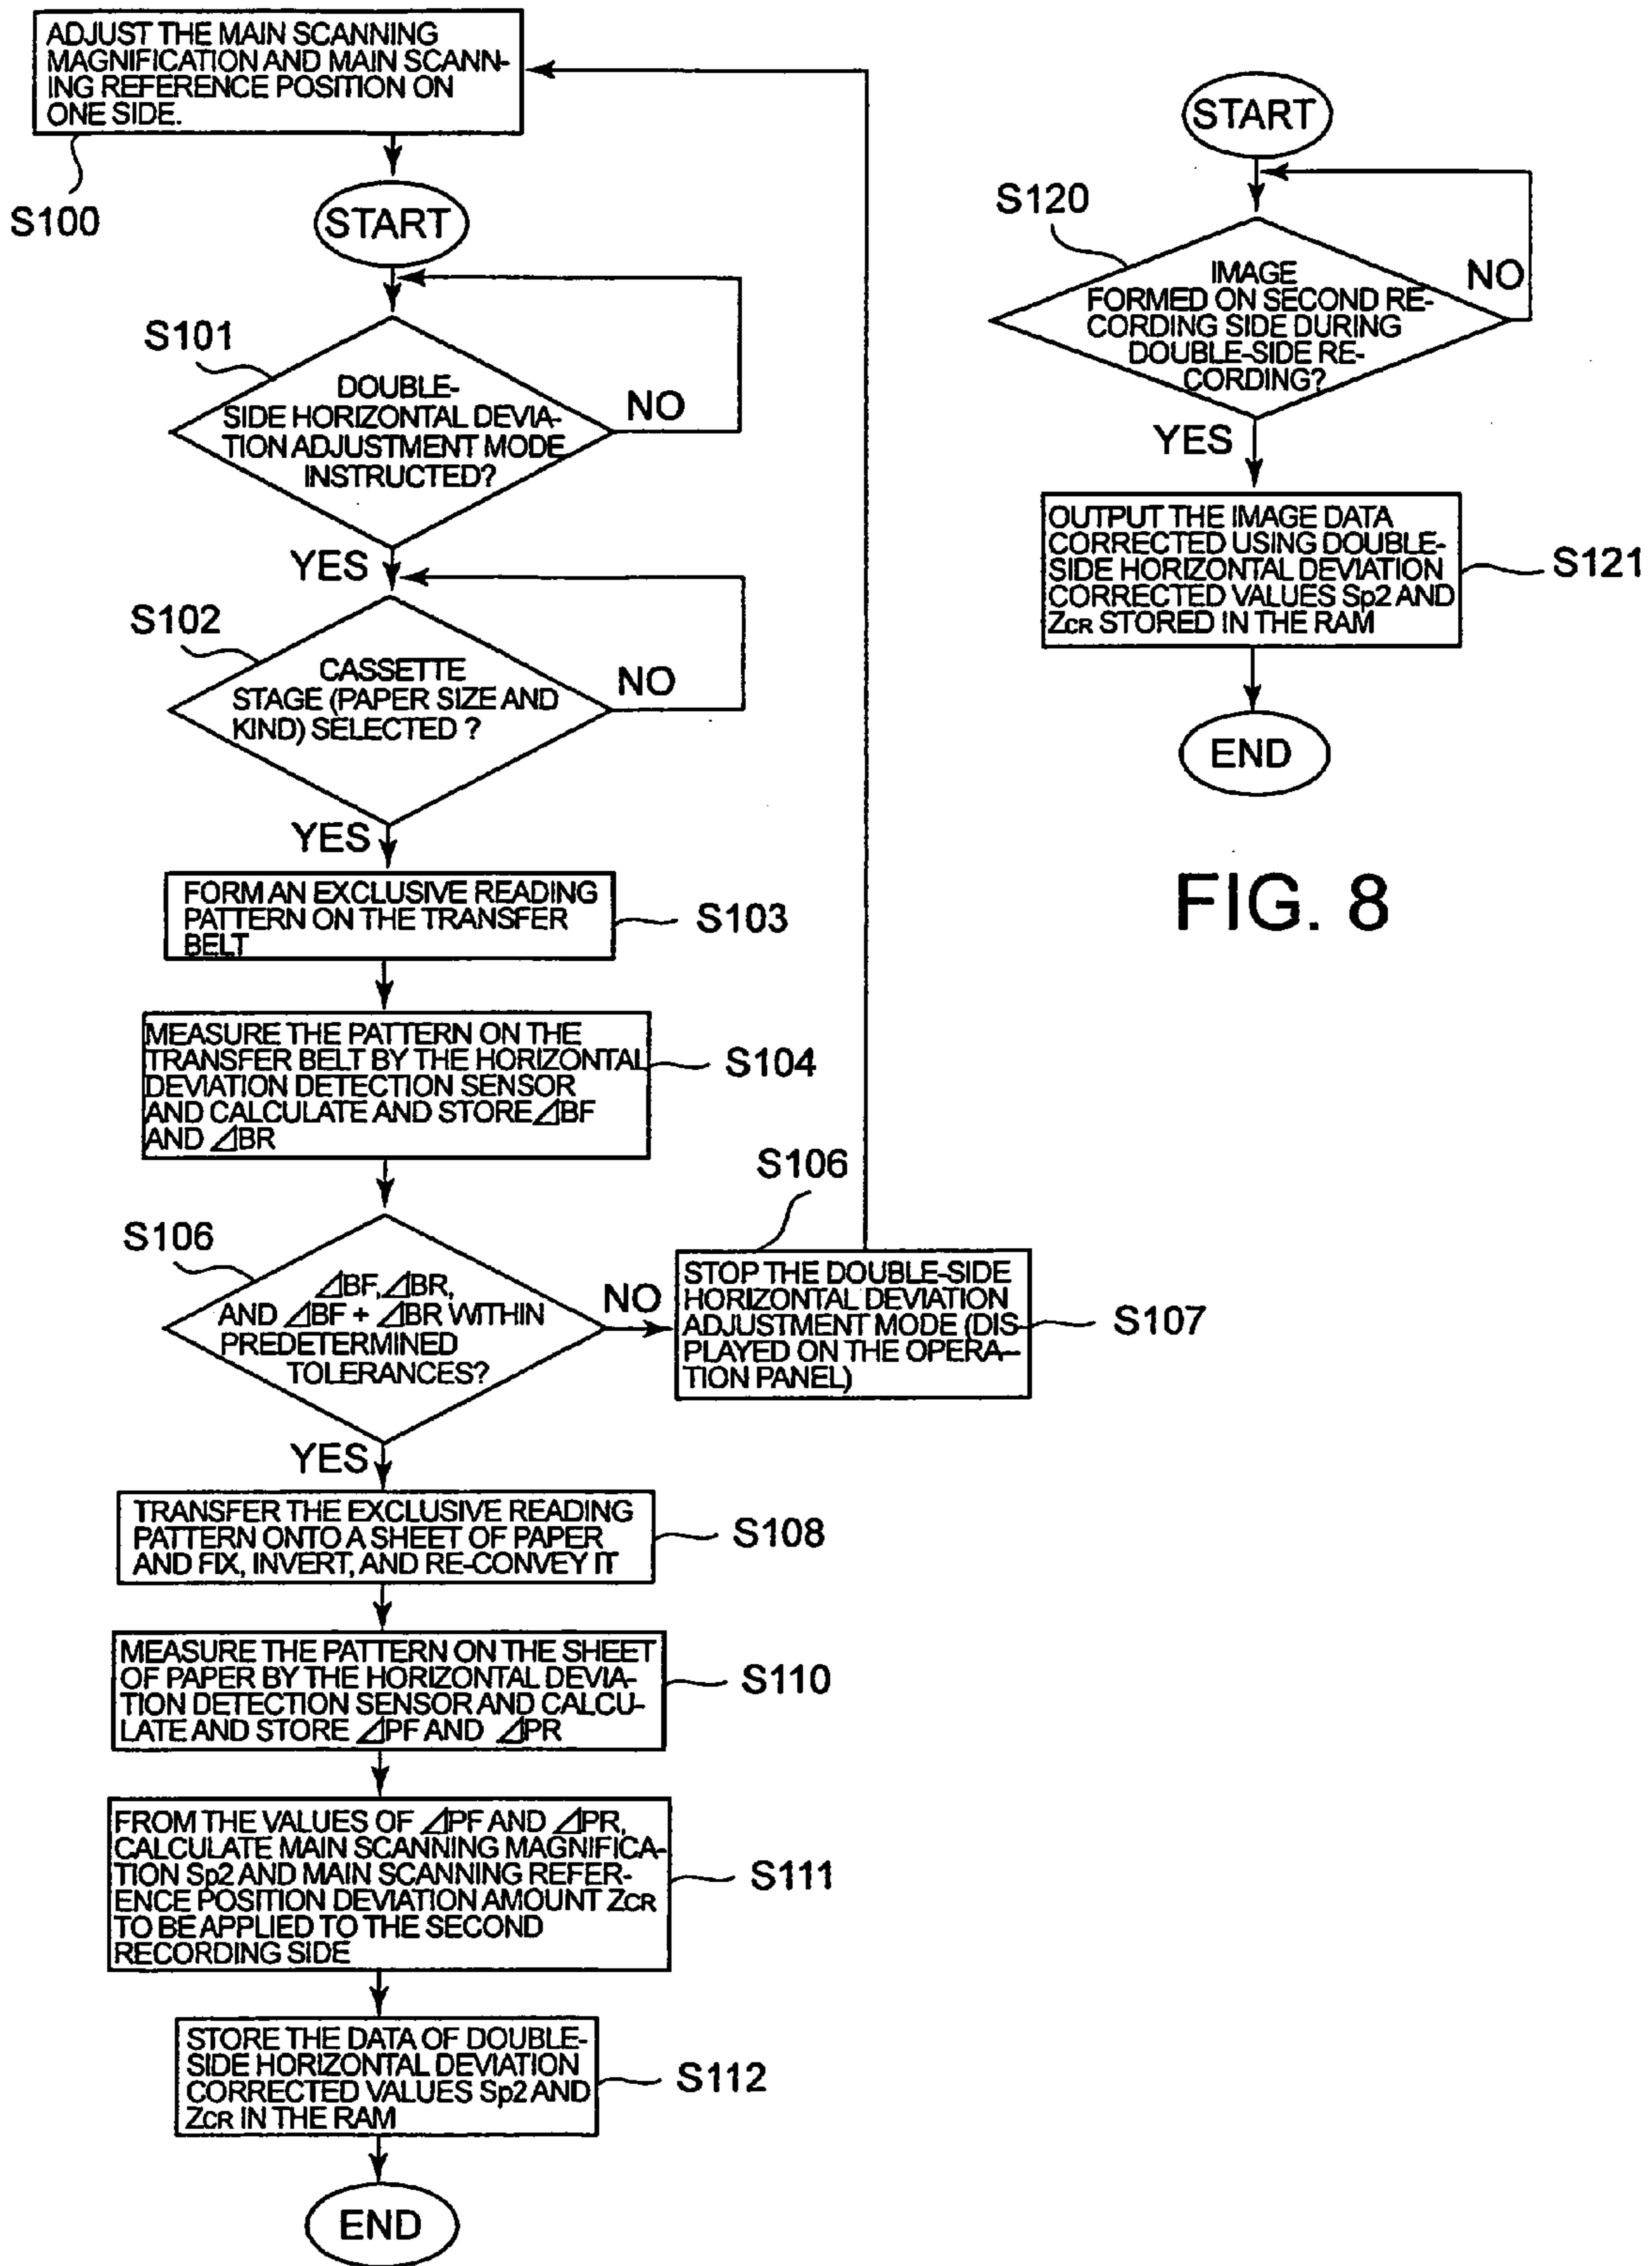 ADJUST THE MAIN SCANNING
MAGNIFICATION AND MAIN SCANN-
ING REFERENCE POSITION ON
ONE SIDE.
S100
START
S101
DOUBLE-
SIDE HORIZONTAL DEVIA-
TION ADJUSTMENT MODE
INSTRUCTED?
NO
YES
S102
CASSETTE
STAGE (PAPER SIZE AND
KIND) SELECTED ?
NO
YES
FORM AN EXCLUSIVE READING
PATTERN ON THE TRANSFER
BELT
S103
MEASURE THE PATTERN ON THE
TRANSFER BELT BY THE HORIZONTAL
DEVIATION DETECTION SENSOR
AND CALCULATE AND STORE ⊿BF
AND ⊿BR
S104
S106
⊿BF, ⊿BR,
AND ⊿BF + ⊿BR WITHIN
PREDETERMINED
TOLERANCES?
NO
YES
S106
STOP THE DOUBLE-SIDE
HORIZONTAL DEVIATION
ADJUSTMENT MODE (DIS-
PLAYED ON THE OPERA-
TION PANEL)
S107
TRANSFER THE EXCLUSIVE READING
PATTERN ONTO A SHEET OF PAPER
AND FIX, INVERT, AND RE-CONVEY IT
S108
MEASURE THE PATTERN ON THE SHEET
OF PAPER BY THE HORIZONTAL DEVIA-
TION DETECTION SENSOR AND CALCU-
LATE AND STORE ⊿PF AND ⊿PR
S110
FROM THE VALUES OF ⊿PF AND ⊿PR,
CALCULATE MAIN SCANNING MAGNIFICA-
TION Sp2 AND MAIN SCANNING REFER-
ENCE POSITION DEVIATION AMOUNT ZCR
TO BE APPLIED TO THE SECOND
RECORDING SIDE
S111
STORE THE DATA OF DOUBLE-
SIDE HORIZONTAL DEVIATION
CORRECTED VALUES Sp2 AND
ZCR IN THE RAM
S112
END
START
S120
IMAGE
FORMED ON SECOND RE-
CORDING SIDE DURING
DOUBLE-SIDE RE-
CORDING?
NO
YES
OUTPUT THE IMAGE DATA
CORRECTED USING DOUBLE-
SIDE HORIZONTAL DEVIATION
CORRECTED VALUES Sp2 AND
ZCR STORED IN THE RAM
S121
END
FIG. 8